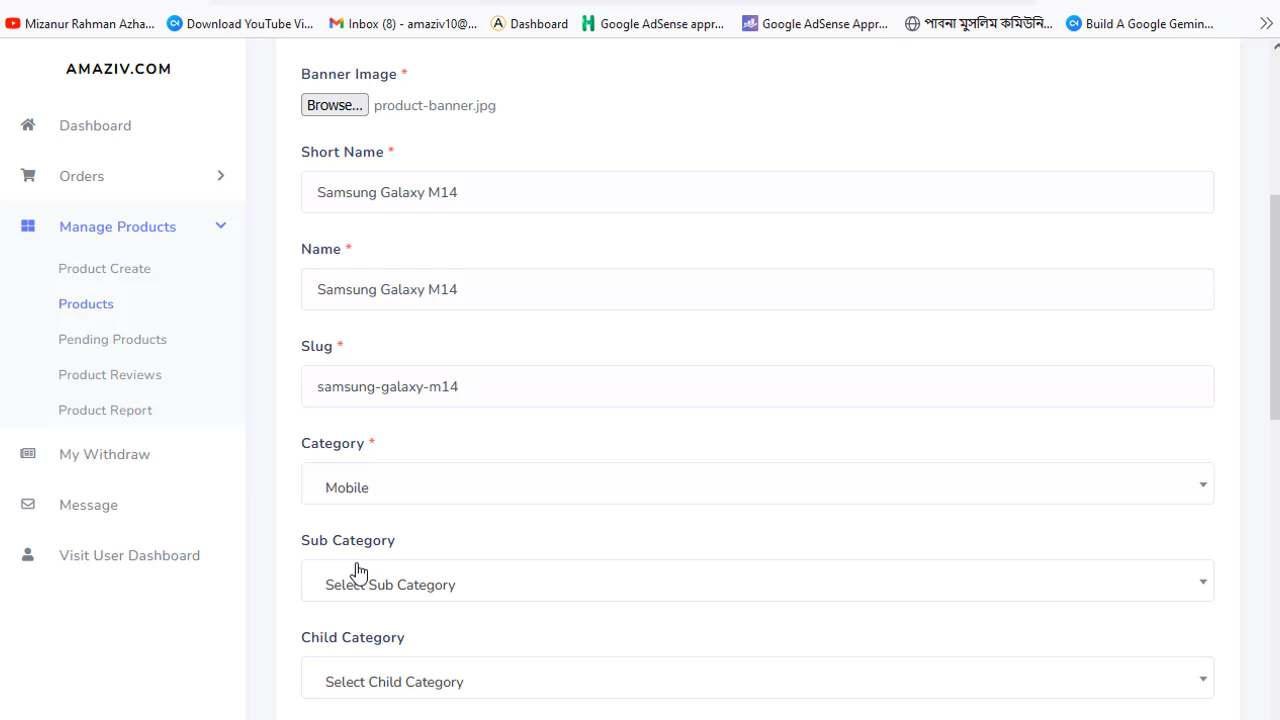 Mizanur Rahman Azha...
Download YouTube Vi...
Inbox (8) - amaziv10@...
Dashboard
Google AdSense appr...
Google AdSense Appr...
পাবনা মুসলিম কমিউনি...
Build A Google Gemin...
AMAZIV.COM
Dashboard
Orders
Manage Products
Product Create
Products
Pending Products
Product Reviews
Product Report
My Withdraw
Message
Visit User Dashboard
Banner Image *
Browse... product-banner.jpg
Short Name *
Samsung Galaxy M14
Name *
Samsung Galaxy M14
Slug *
samsung-galaxy-m14
Category *
Mobile
Sub Category
Select Sub Category
Child Category
Select Child Category